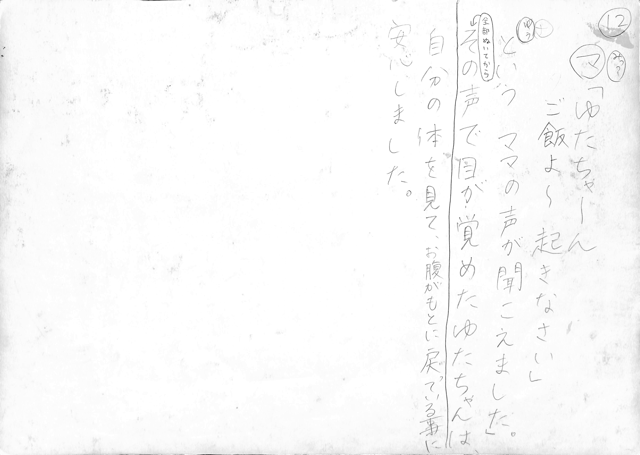 12
マ
「ゆたちゃーん
ご飯よ〜起きなさい」
ゆう
という ママの声が聞こえました。
全部ぬいてから
その声で目が覚めたゆたちゃんは
自分の体を見て、お腹がもとに戻っている事に
安心しました。